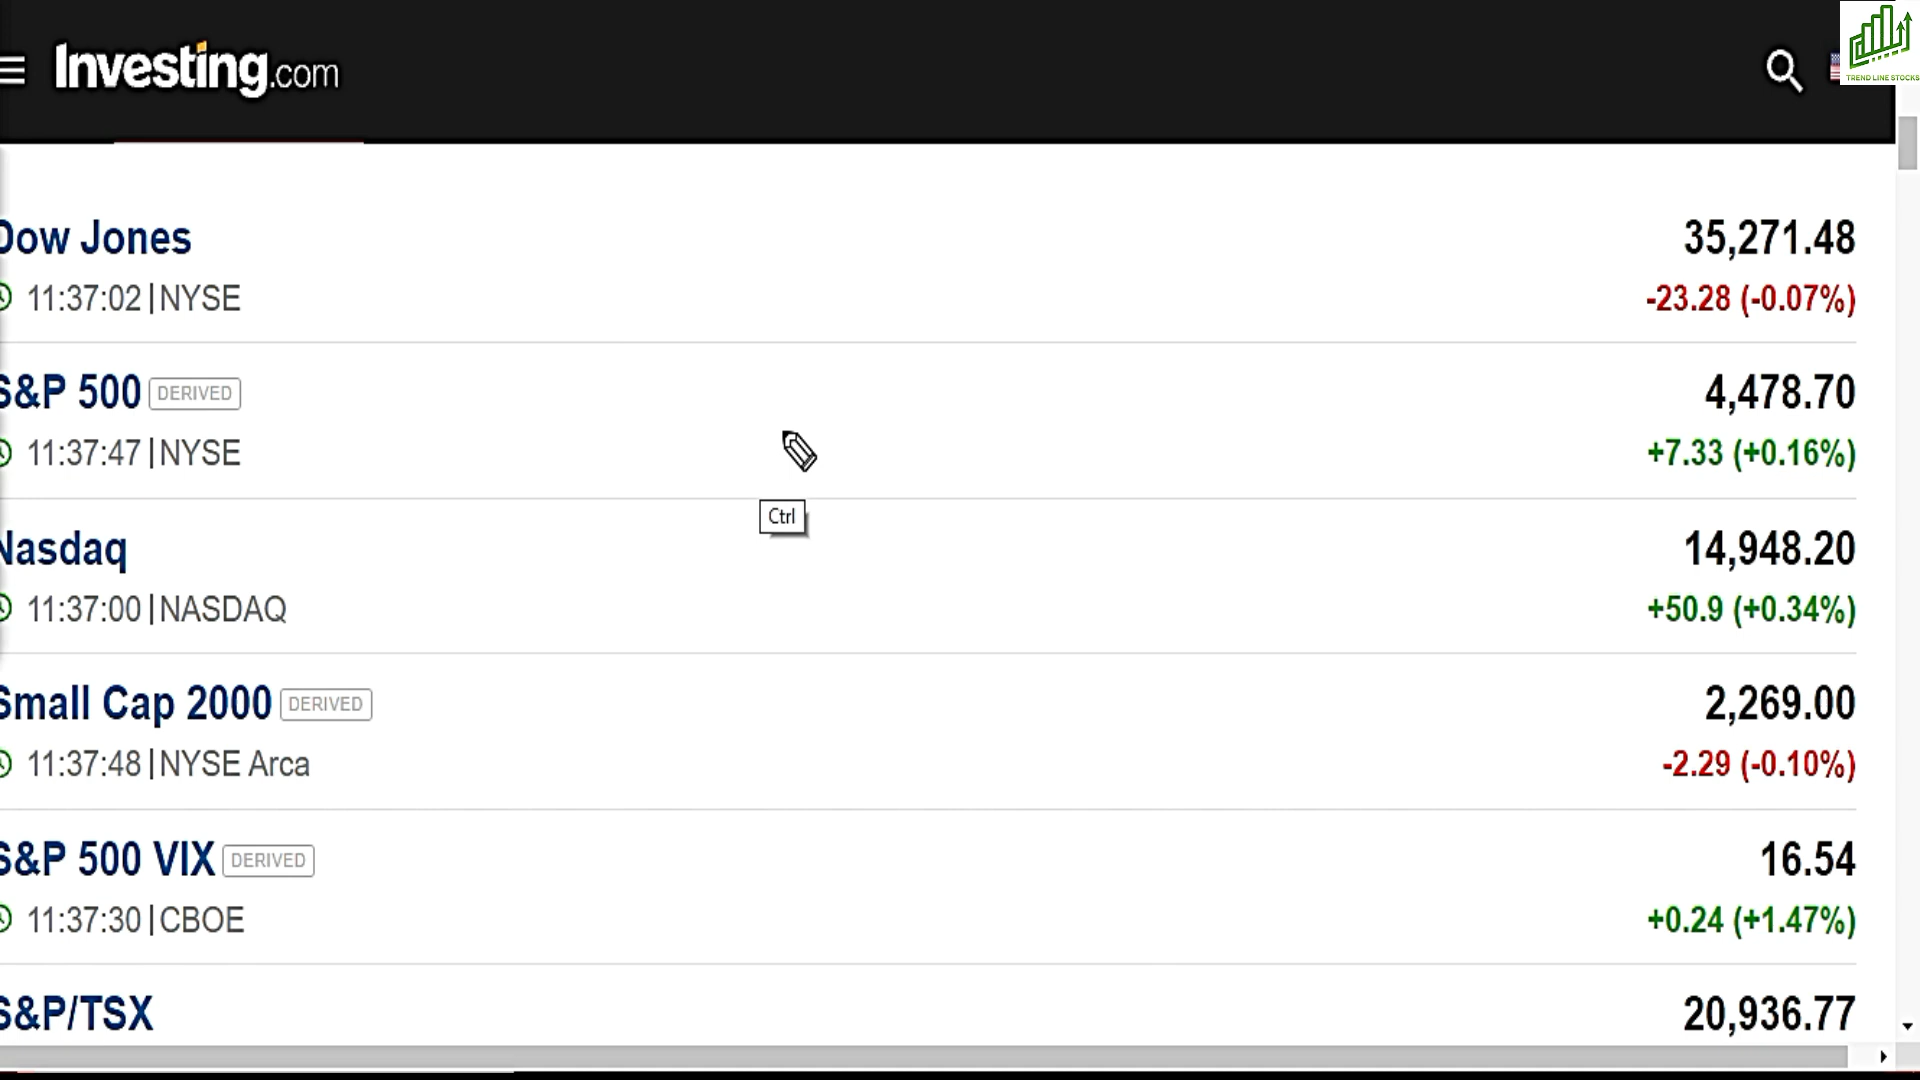 Investing.com
TREND LINE STOCKS
Dow Jones
35,271.48
11:37:02|NYSE
-23.28 (-0.07%)
S&P 500 DERIVED
4,478.70
11:37:47|NYSE
+7.33 (+0.16%)
Ctrl
Nasdaq
14,948.20
11:37:00|NASDAQ
+50.9 (+0.34%)
Small Cap 2000 DERIVED
2,269.00
11:37:48|NYSE Arca
-2.29 (-0.10%)
S&P 500 VIX DERIVED
16.54
11:37:30|CBOE
+0.24 (+1.47%)
S&P/TSX
20,936.77